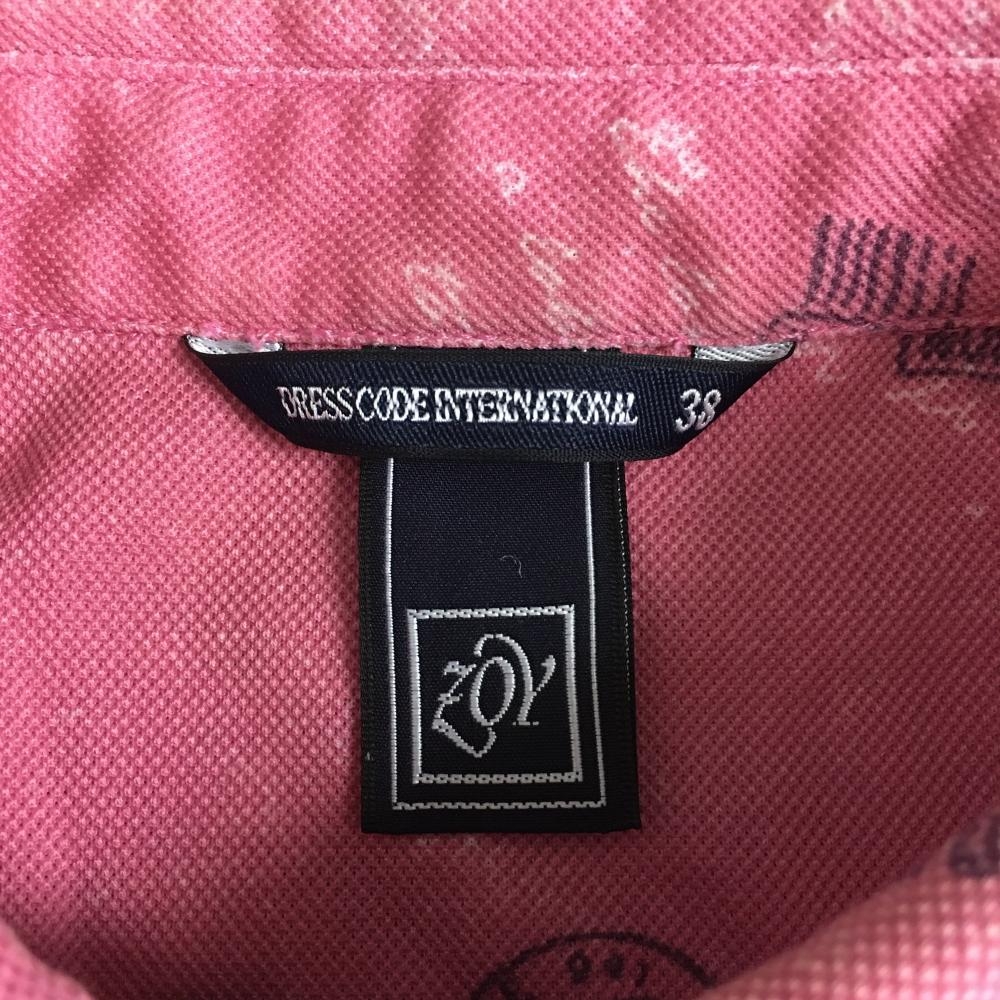 DRESS CODE INTERNATIONAL 38
ZOY